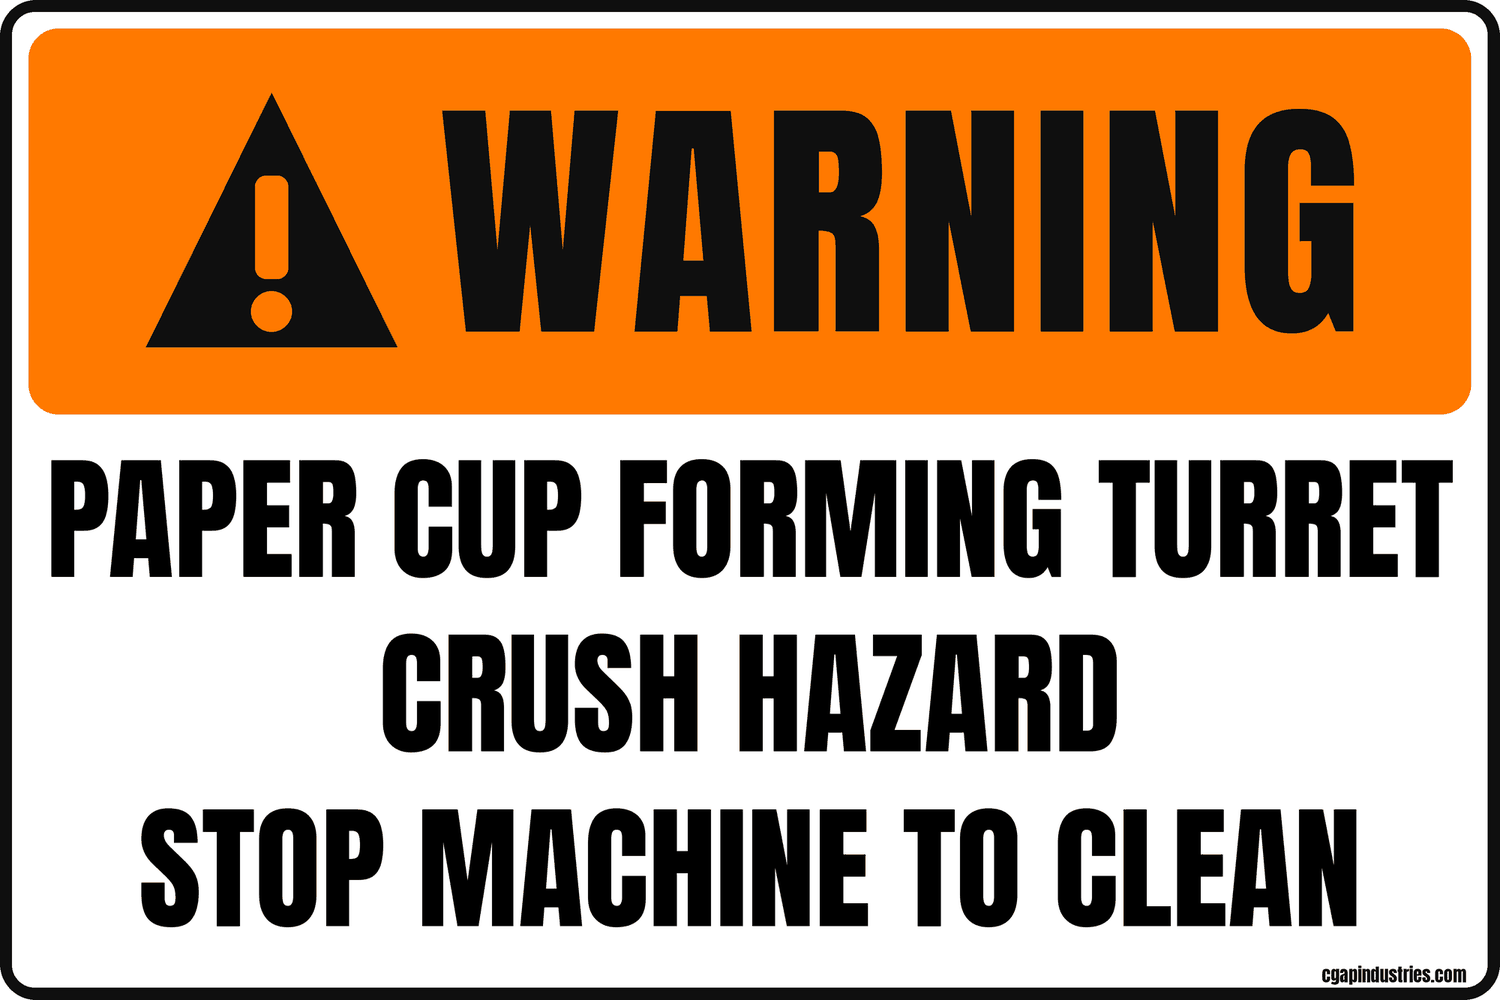 WARNING
PAPER CUP FORMING TURRET
CRUSH HAZARD
STOP MACHINE TO CLEAN
cgapindustries.com